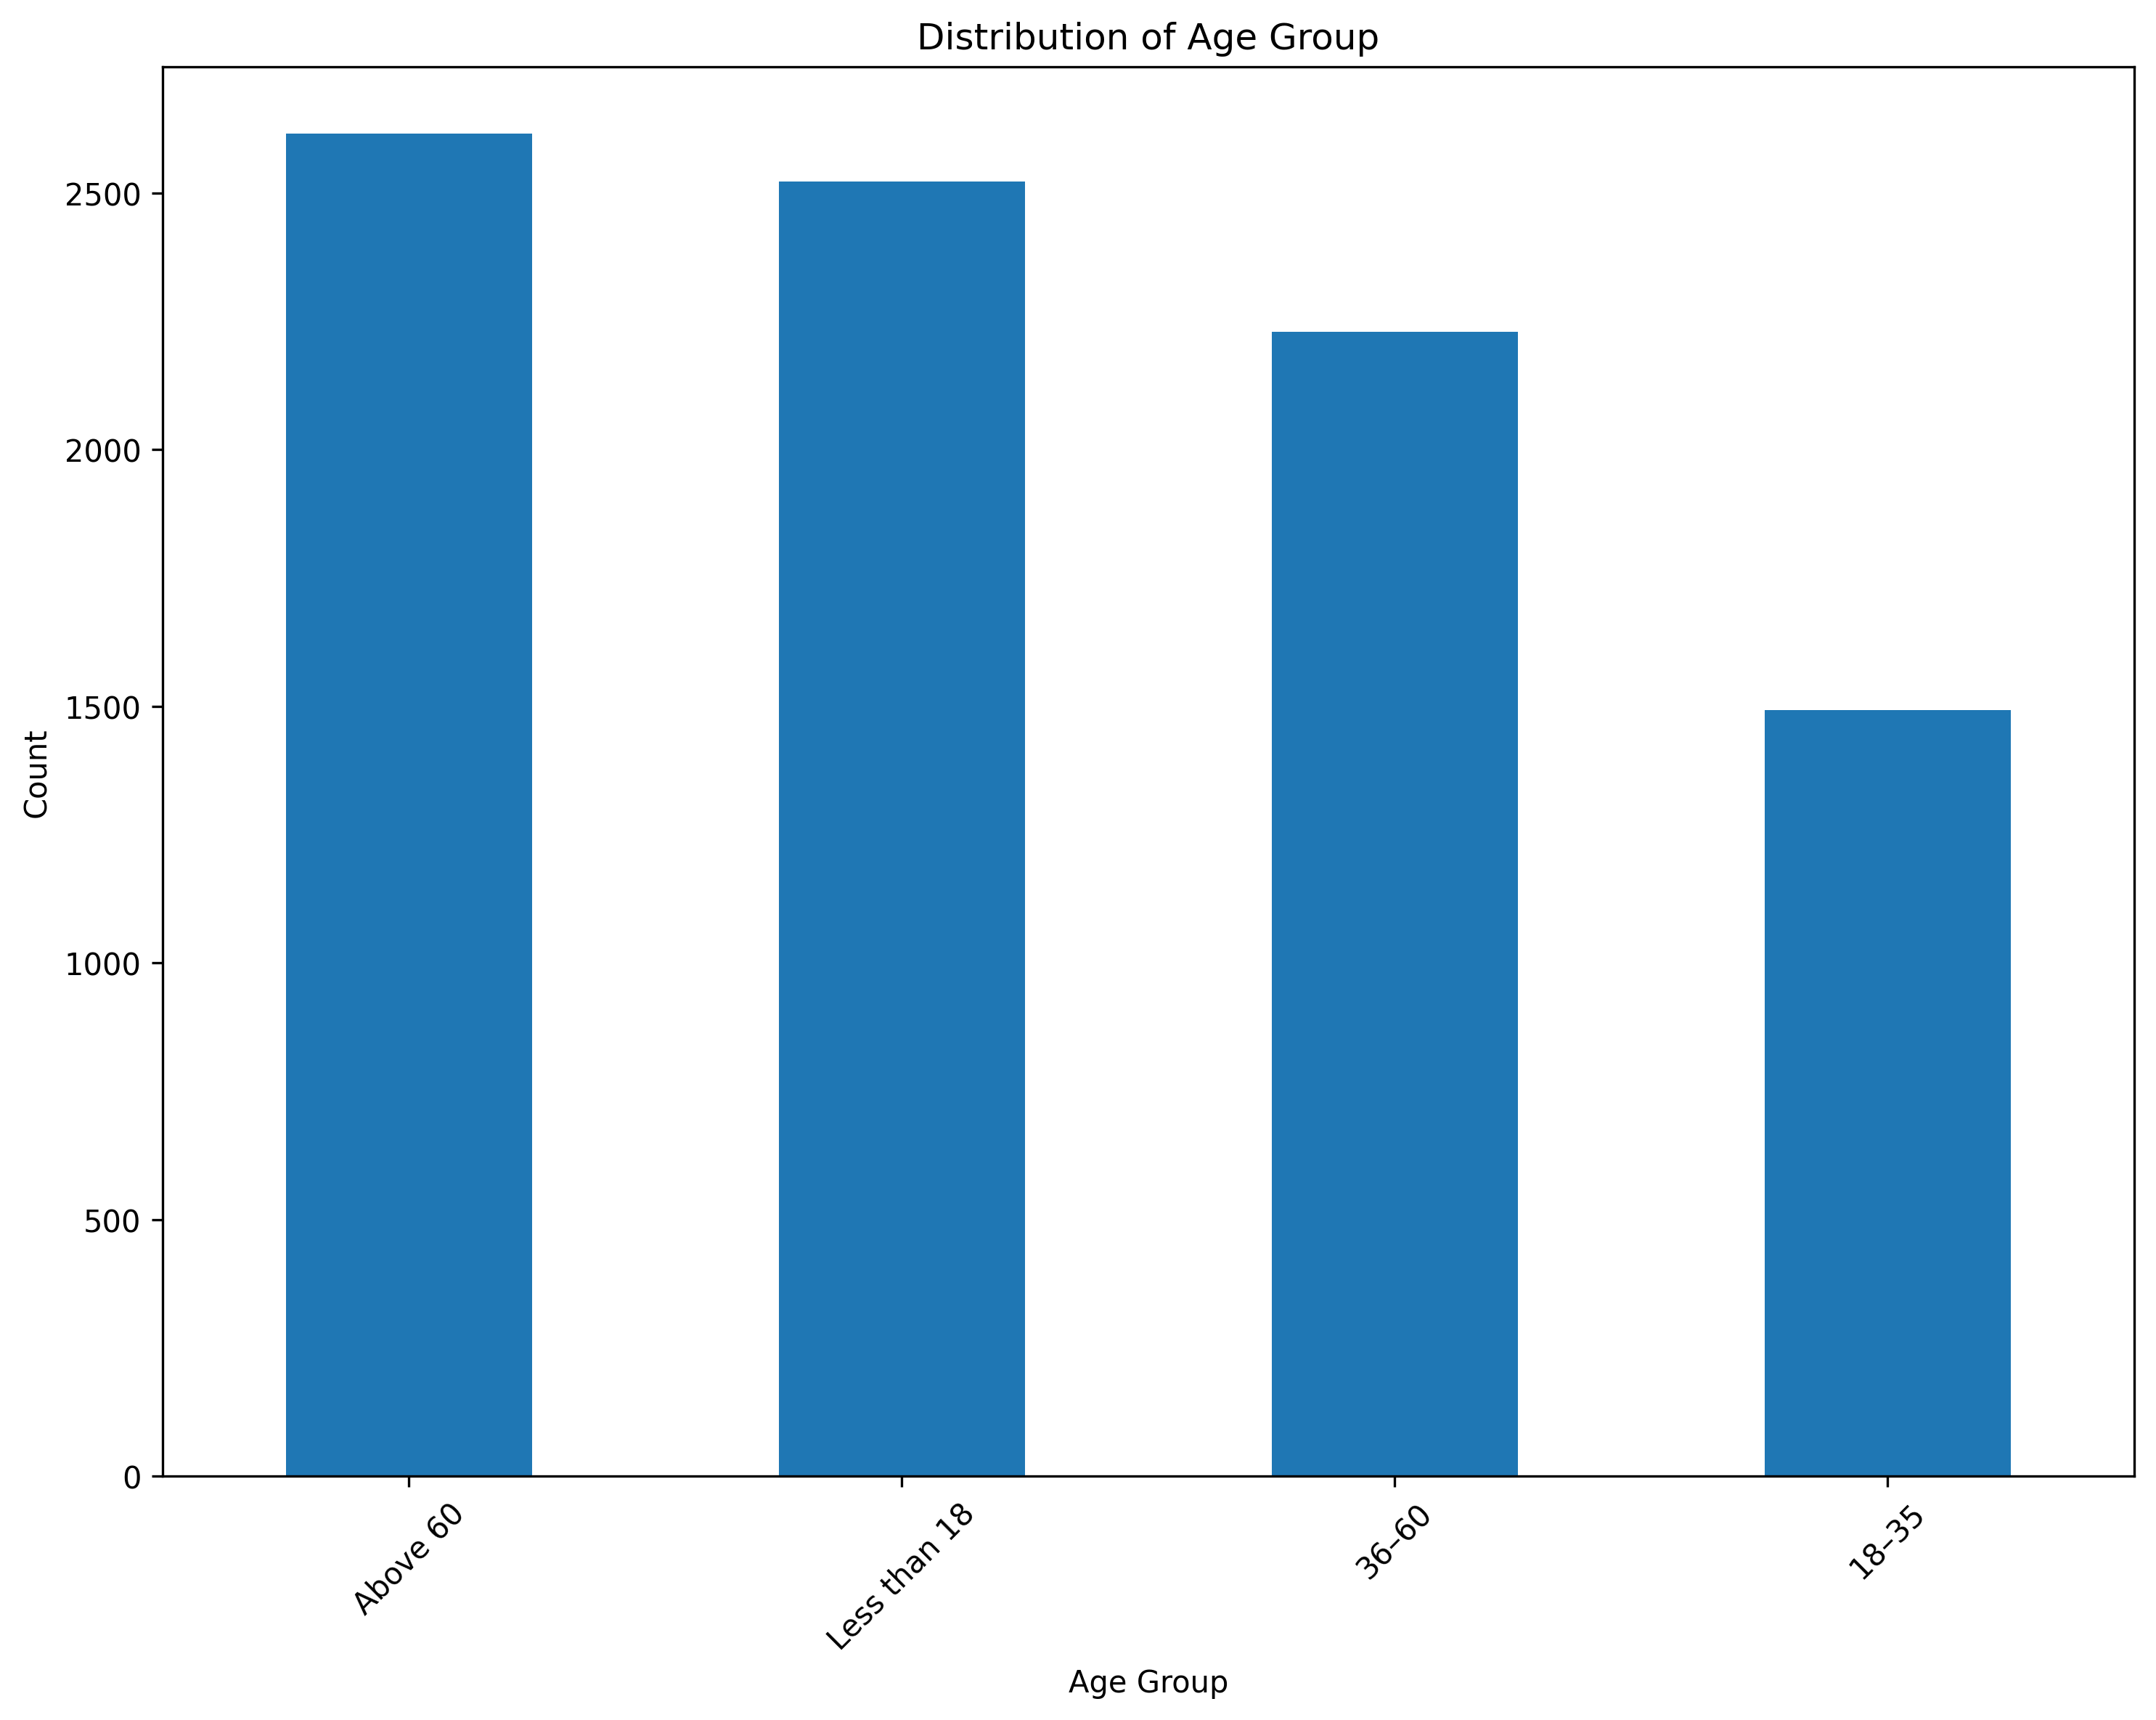 Distribution of Age Group
Count
2500
2000
1500
1000
500
0
Above 60
Less than 18
36–60
18–35
Age Group